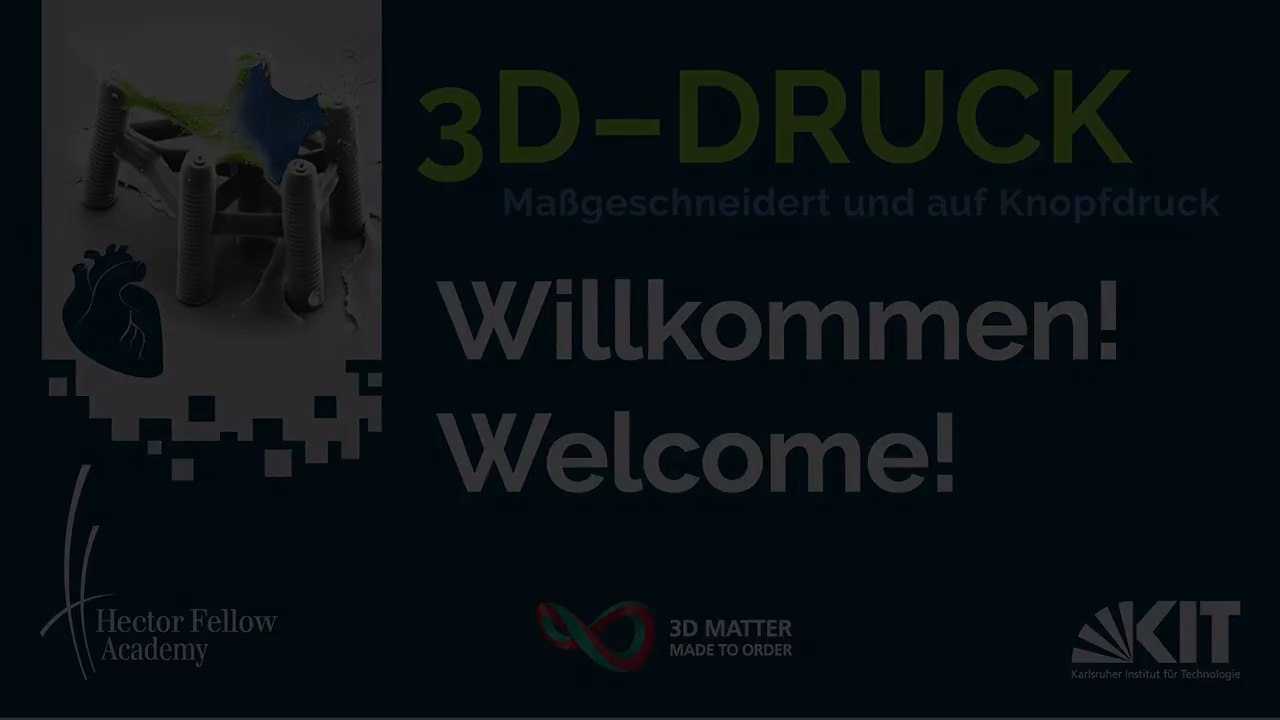 3D–DRUCK
Maßgeschneidert und auf Knopfdruck
Willkommen!
Welcome!
Hector Fellow
Academy
3D MATTER
MADE TO ORDER
KIT
Karlsruher Institut für Technologie